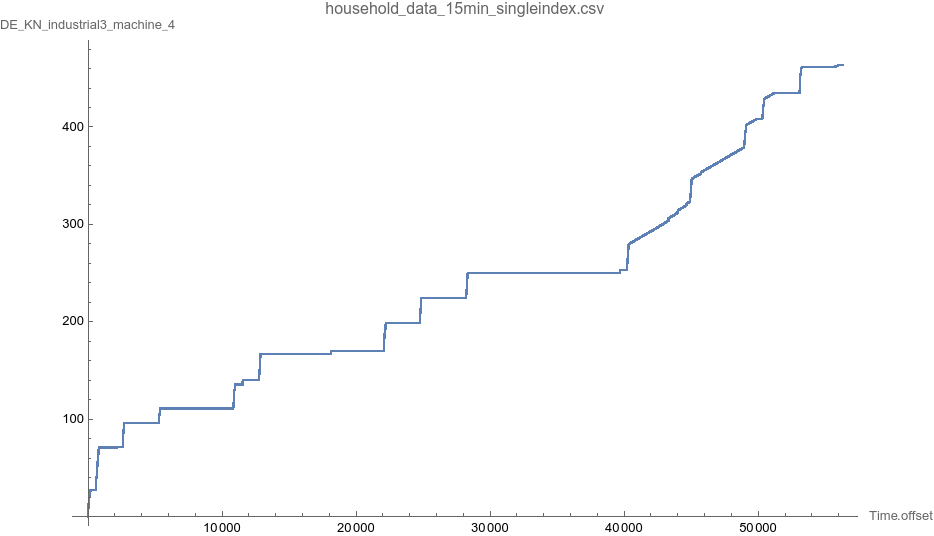 household_data_15min_singleindex.csv
DE_KN_industrial3_machine_4
400
300
200
100
10000 20000 30000 40000 50000
Time.offset